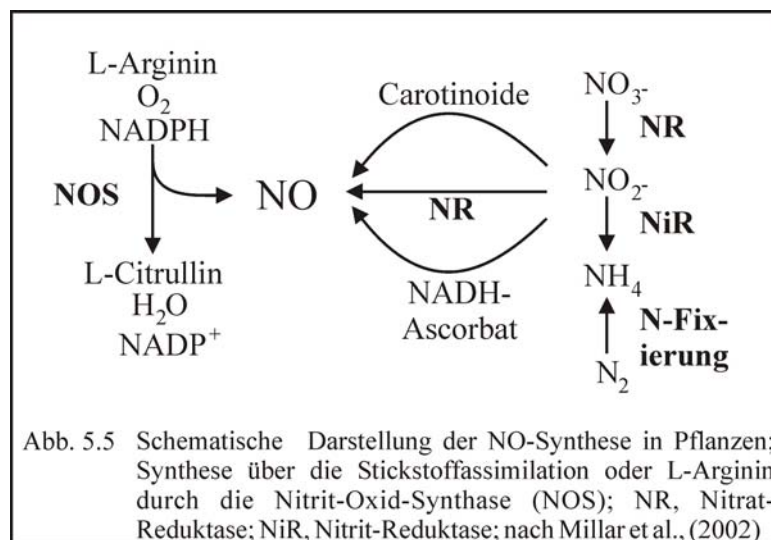 L-Arginin
O₂
NADPH
NOS
L-Citrullin
H₂O
NADP⁺
NO
Carotinoide
NR
NADH-
Ascorbat
NO₃-
NR
NO₂-
NiR
NH₄
N-Fix-
ierung
N₂
Abb. 5.5 Schematische Darstellung der NO-Synthese in Pflanzen;
Synthese über die Stickstoffassimilation oder L-Arginin
durch die Nitrit-Oxid-Synthase (NOS); NR, Nitrat-
Reduktase; NiR, Nitrit-Reduktase; nach Millar et al., (2002)